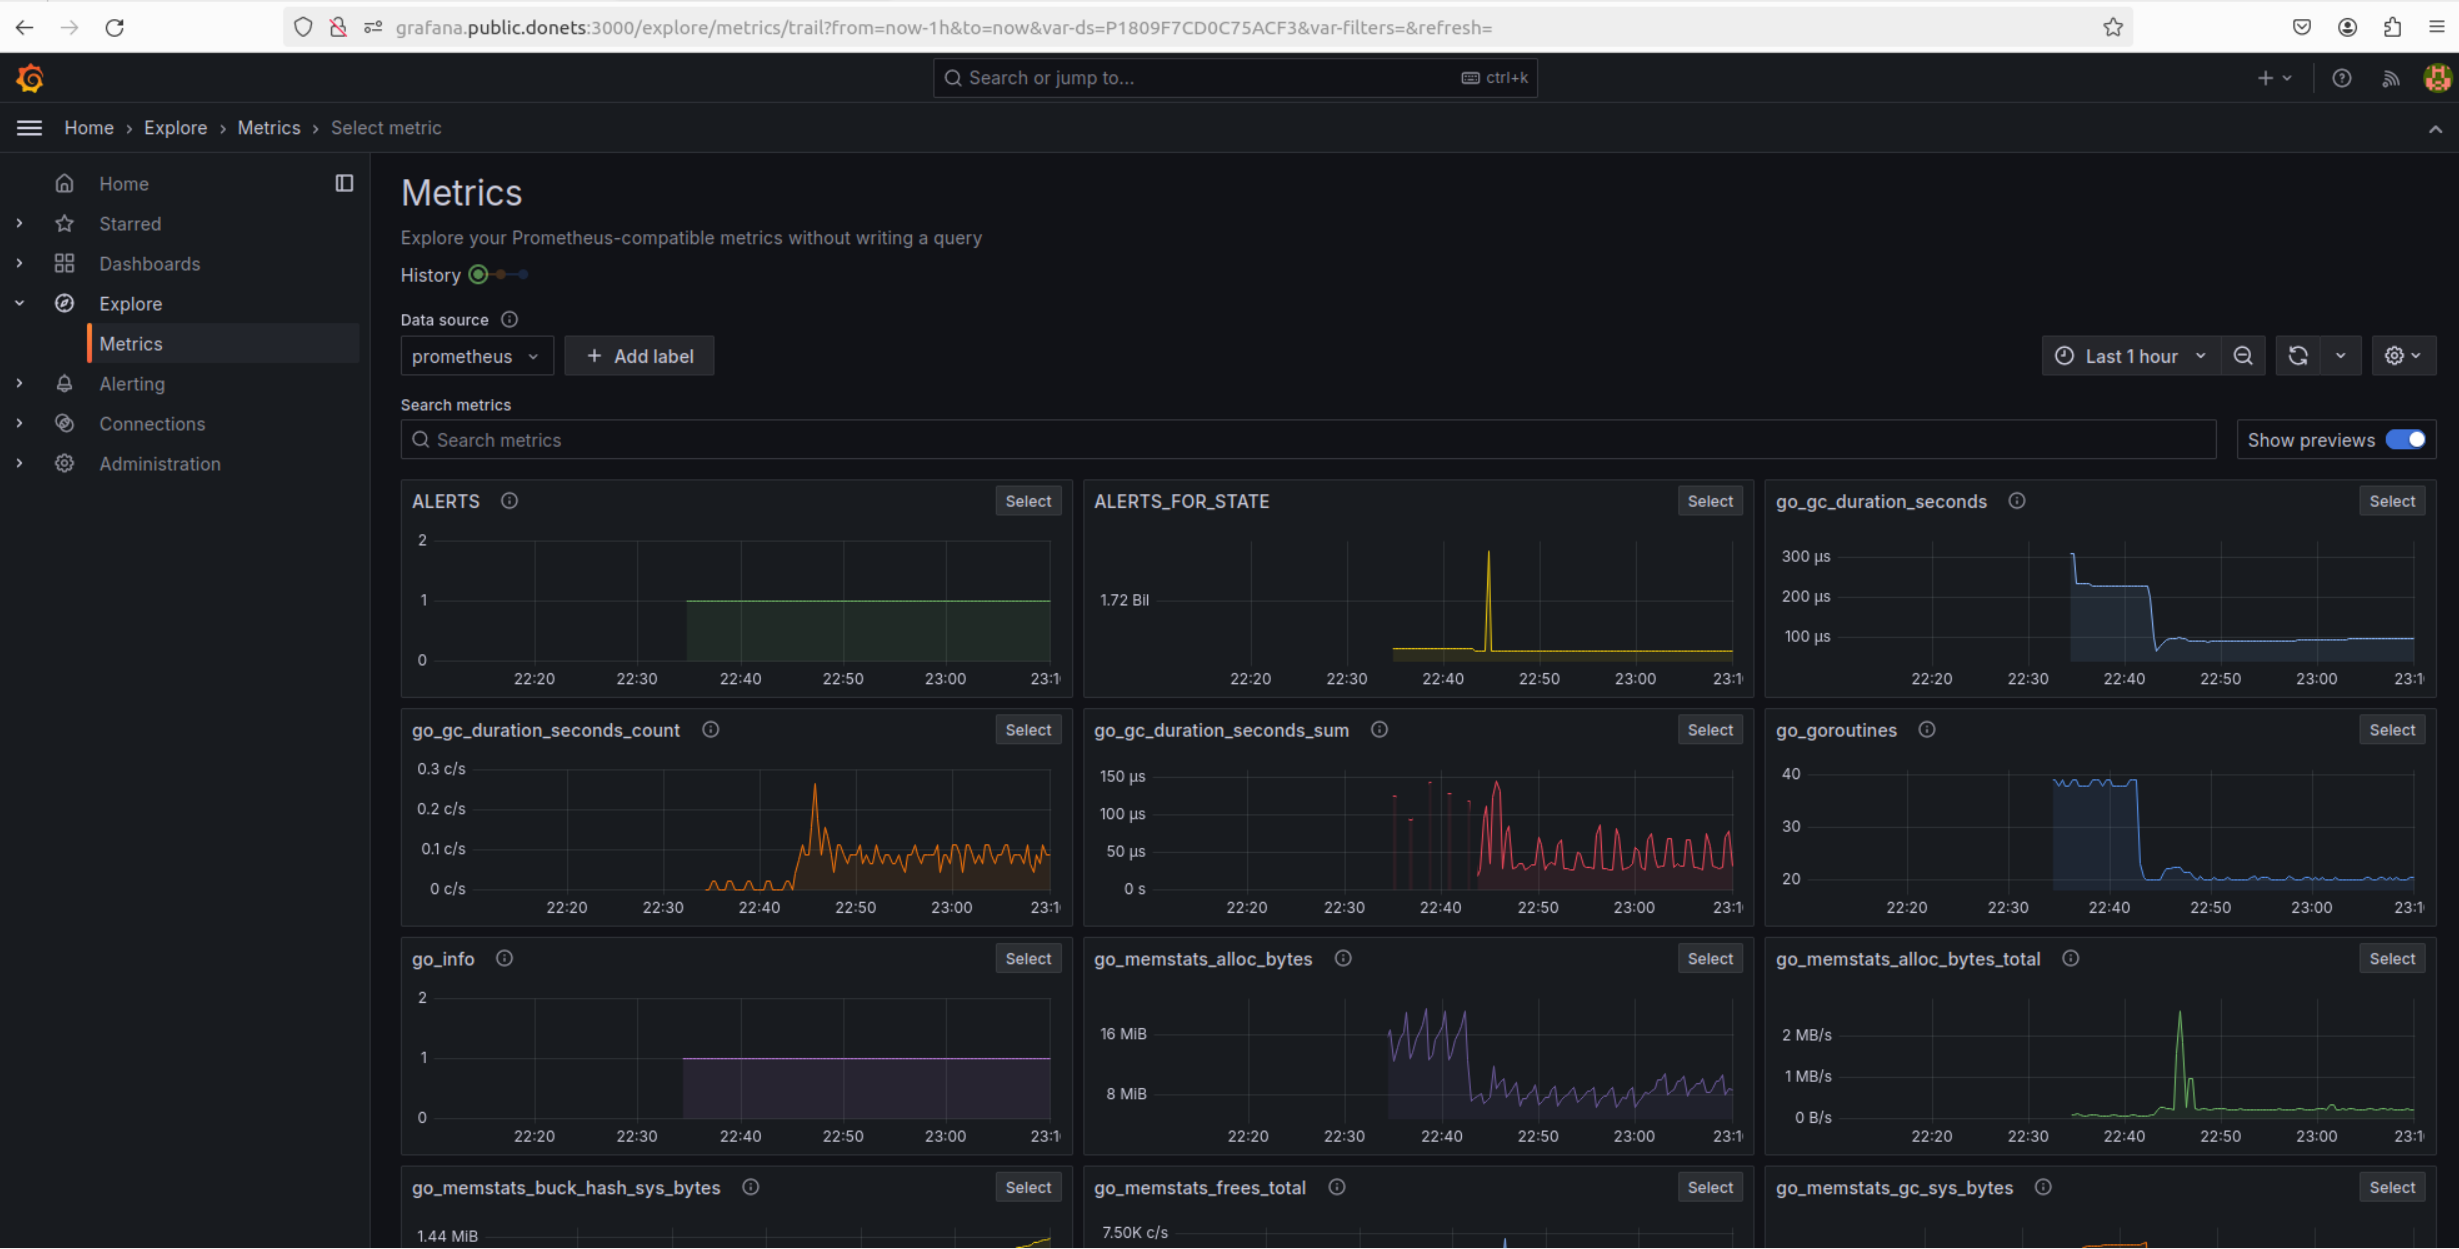 grafana.public.donets:3000/explore/metrics/trail?from=now-1h&to=now&var-ds=P1809F7CD0C75ACF3&var-filters=&refresh=
Search or jump to... ctrl+k
Home › Explore › Metrics › Select metric
Home
Starred
Dashboards
Explore
Metrics
Alerting
Connections
Administration
Metrics
Explore your Prometheus-compatible metrics without writing a query
History
Data source
prometheus + Add label Last 1 hour
Search metrics
Search metrics Show previews
ALERTS Select
2
1
0
22:20 22:30 22:40 22:50 23:00 23:1
ALERTS_FOR_STATE Select
1.72 Bil
22:20 22:30 22:40 22:50 23:00 23:1
go_gc_duration_seconds Select
300 µs
200 µs
100 µs
22:20 22:30 22:40 22:50 23:00 23:1
go_gc_duration_seconds_count Select
0.3 c/s
0.2 c/s
0.1 c/s
0 c/s
22:20 22:30 22:40 22:50 23:00 23:1
go_gc_duration_seconds_sum Select
150 µs
100 µs
50 µs
0 s
22:20 22:30 22:40 22:50 23:00 23:1
go_goroutines Select
40
30
20
22:20 22:30 22:40 22:50 23:00 23:1
go_info Select
2
1
0
22:20 22:30 22:40 22:50 23:00 23:1
go_memstats_alloc_bytes Select
16 MiB
8 MiB
22:20 22:30 22:40 22:50 23:00 23:1
go_memstats_alloc_bytes_total Select
2 MB/s
1 MB/s
0 B/s
22:20 22:30 22:40 22:50 23:00 23:1
go_memstats_buck_hash_sys_bytes Select
1.44 MiB
go_memstats_frees_total Select
7.50K c/s
go_memstats_gc_sys_bytes Select